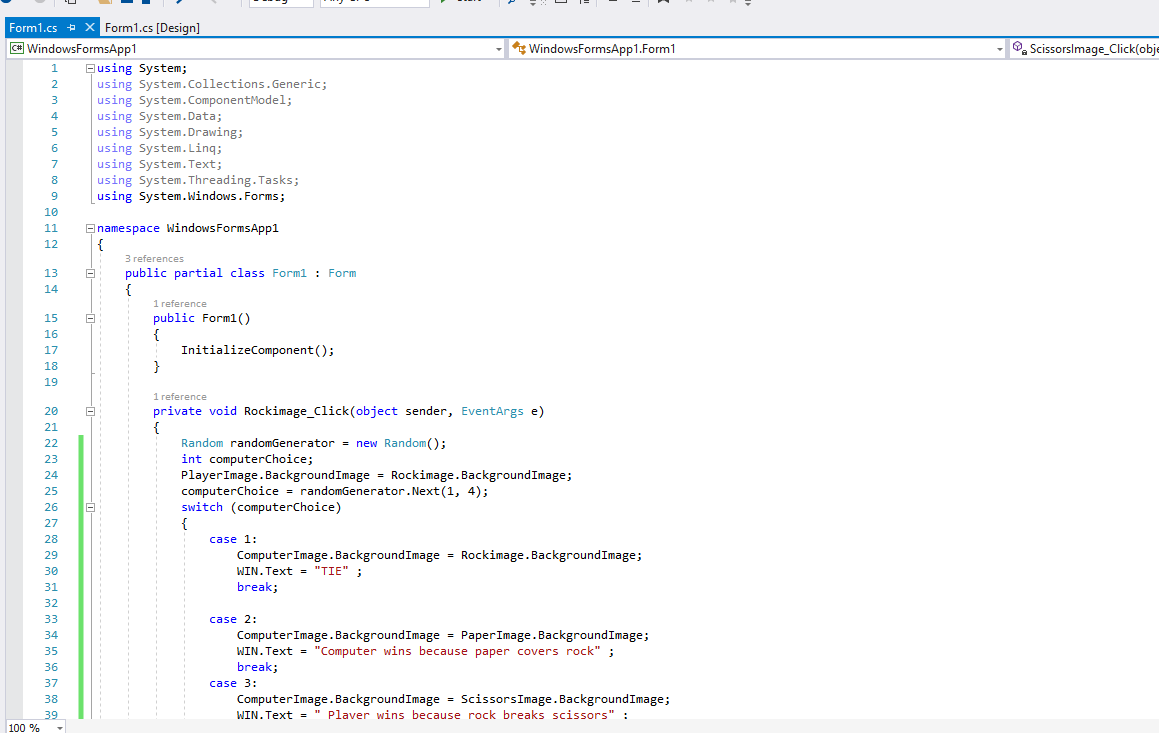 Form1.cs
Form1.cs [Design]
C# WindowsFormsApp1
WindowsFormsApp1.Form1
ScissorsImage_Click(obje
1 using System;
2 using System.Collections.Generic;
3 using System.ComponentModel;
4 using System.Data;
5 using System.Drawing;
6 using System.Linq;
7 using System.Text;
8 using System.Threading.Tasks;
9 using System.Windows.Forms;
10
11 namespace WindowsFormsApp1
12 {
3 references
13 public partial class Form1 : Form
14 {
1 reference
15 public Form1()
16 {
17 InitializeComponent();
18 }
19
1 reference
20 private void Rockimage_Click(object sender, EventArgs e)
21 {
22 Random randomGenerator = new Random();
23 int computerChoice;
24 PlayerImage.BackgroundImage = Rockimage.BackgroundImage;
25 computerChoice = randomGenerator.Next(1, 4);
26 switch (computerChoice)
27 {
28 case 1:
29 ComputerImage.BackgroundImage = Rockimage.BackgroundImage;
30 WIN.Text = "TIE" ;
31 break;
32
33 case 2:
34 ComputerImage.BackgroundImage = PaperImage.BackgroundImage;
35 WIN.Text = "Computer wins because paper covers rock" ;
36 break;
37 case 3:
38 ComputerImage.BackgroundImage = ScissorsImage.BackgroundImage;
39 WIN.Text = " Player wins because rock breaks scissors" ;
100 %